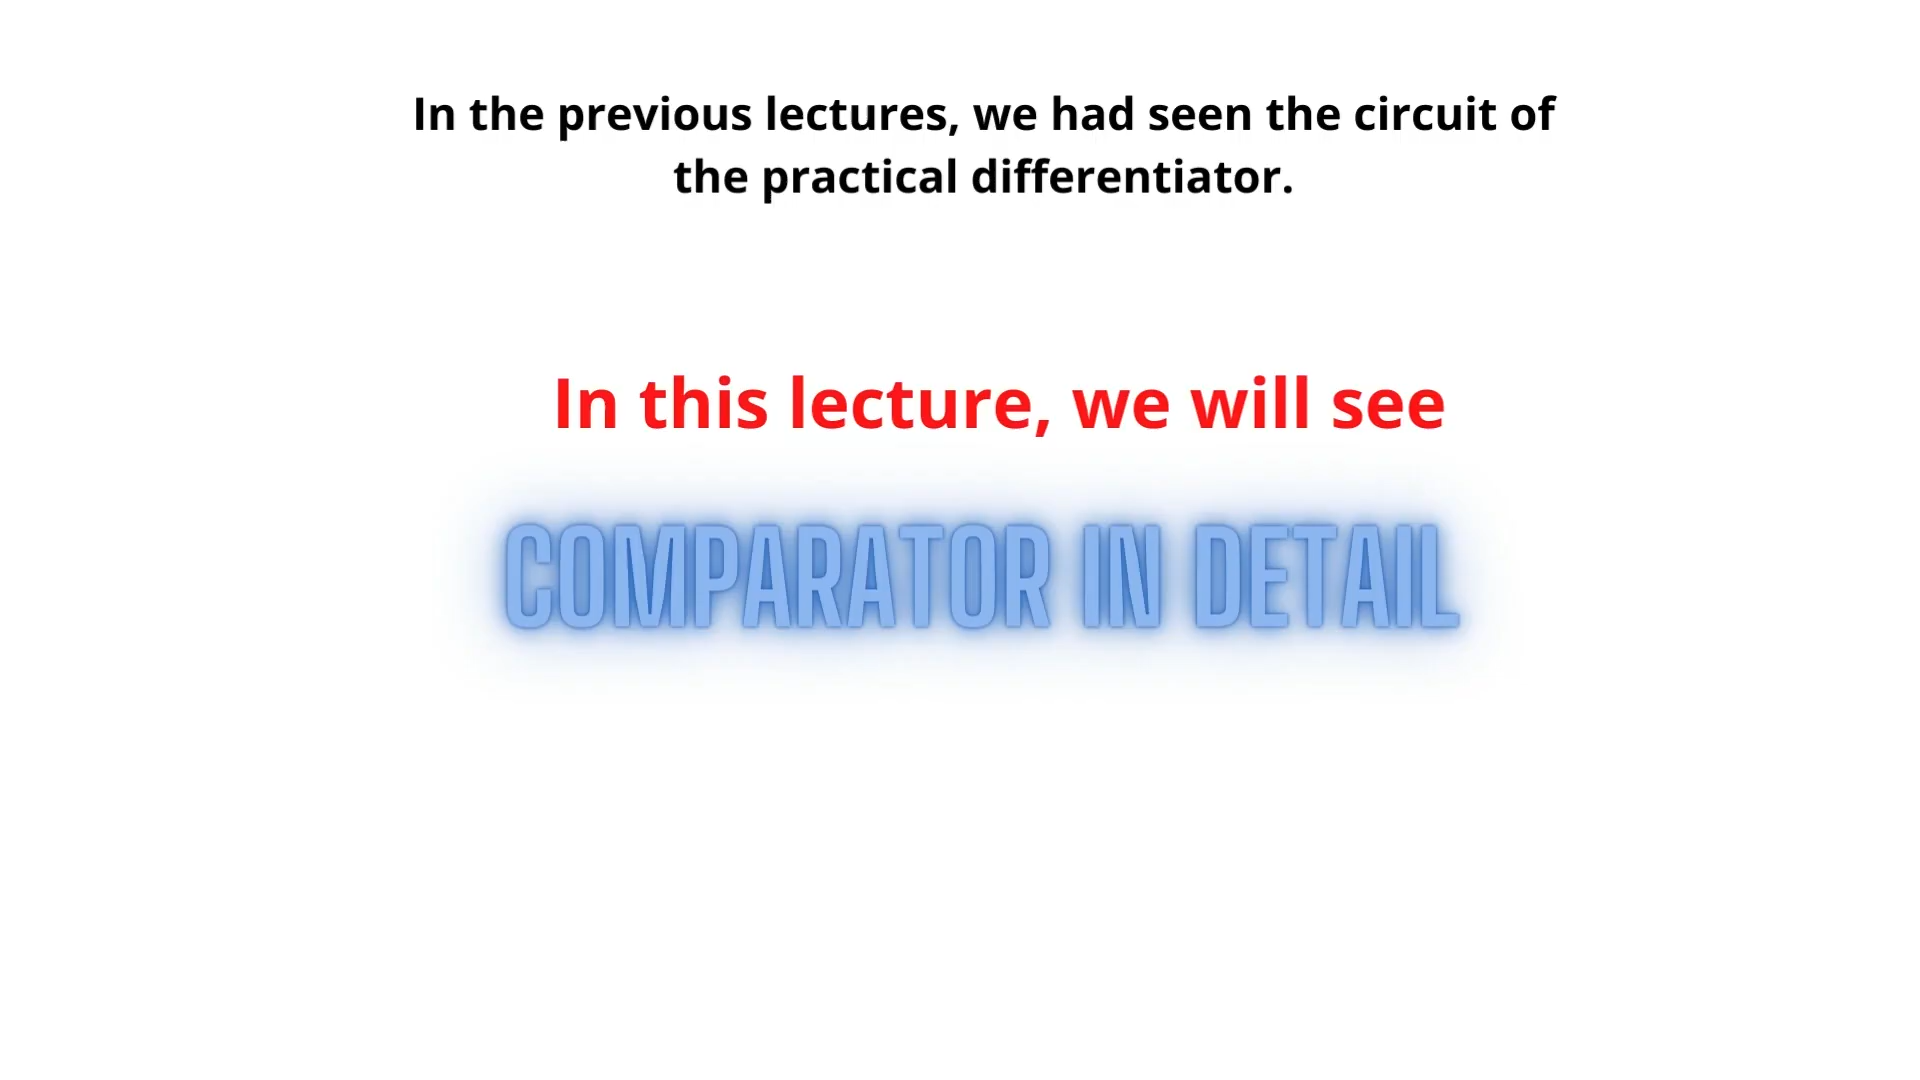 In the previous lectures, we had seen the circuit of
the practical differentiator.
In this lecture, we will see
COMPARATOR IN DETAIL